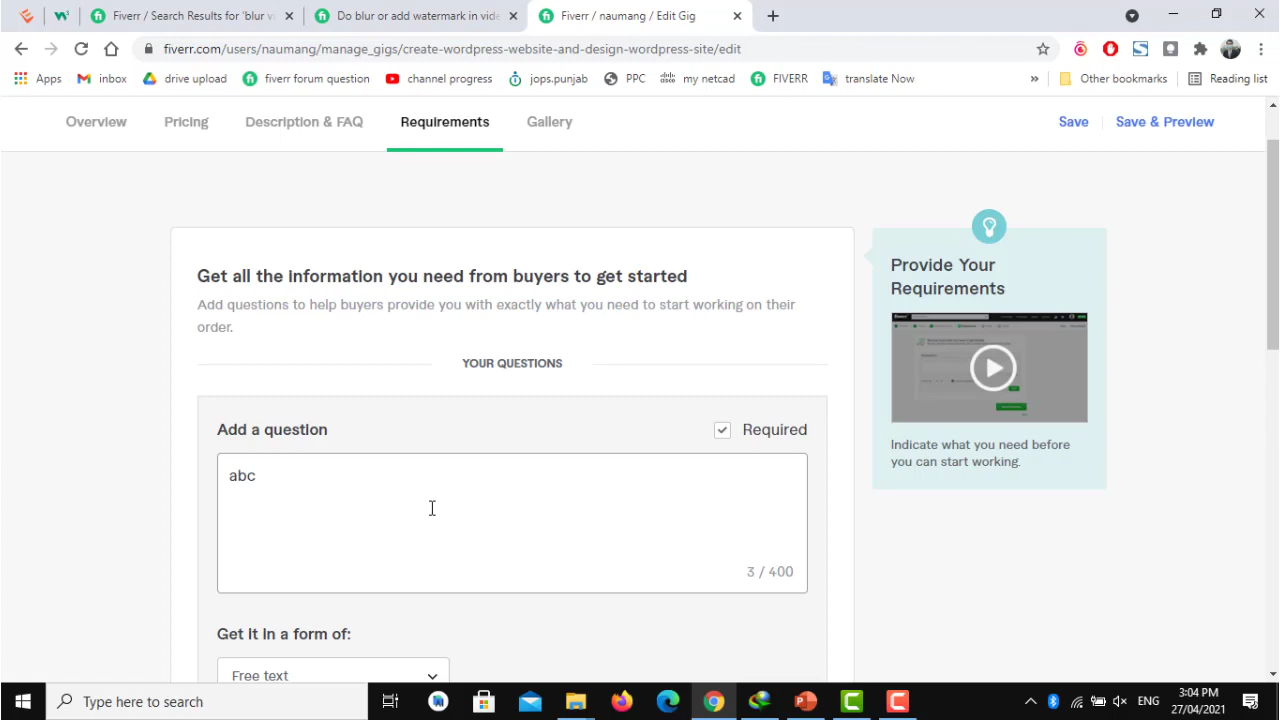 Fiverr / Search Results for 'blur v
Do blur or add watermark in vide
Fiverr / naumang / Edit Gig
fiverr.com/users/naumang/manage_gigs/create-wordpress-website-and-design-wordpress-site/edit
Apps
inbox
drive upload
fiverr forum question
channel progress
jops.punjab
PPC
my netcad
FIVERR
translate Now
»
Other bookmarks
Reading list
Overview
Pricing
Description & FAQ
Requirements
Gallery
Save
Save & Preview
Get all the information you need from buyers to get started
Add questions to help buyers provide you with exactly what you need to start working on their
order.
YOUR QUESTIONS
Add a question
Required
abc
3 / 400
Get it in a form of:
Free text
Provide Your
Requirements
Indicate what you need before
you can start working.
Type here to search
ENG
3:04 PM
27/04/2021